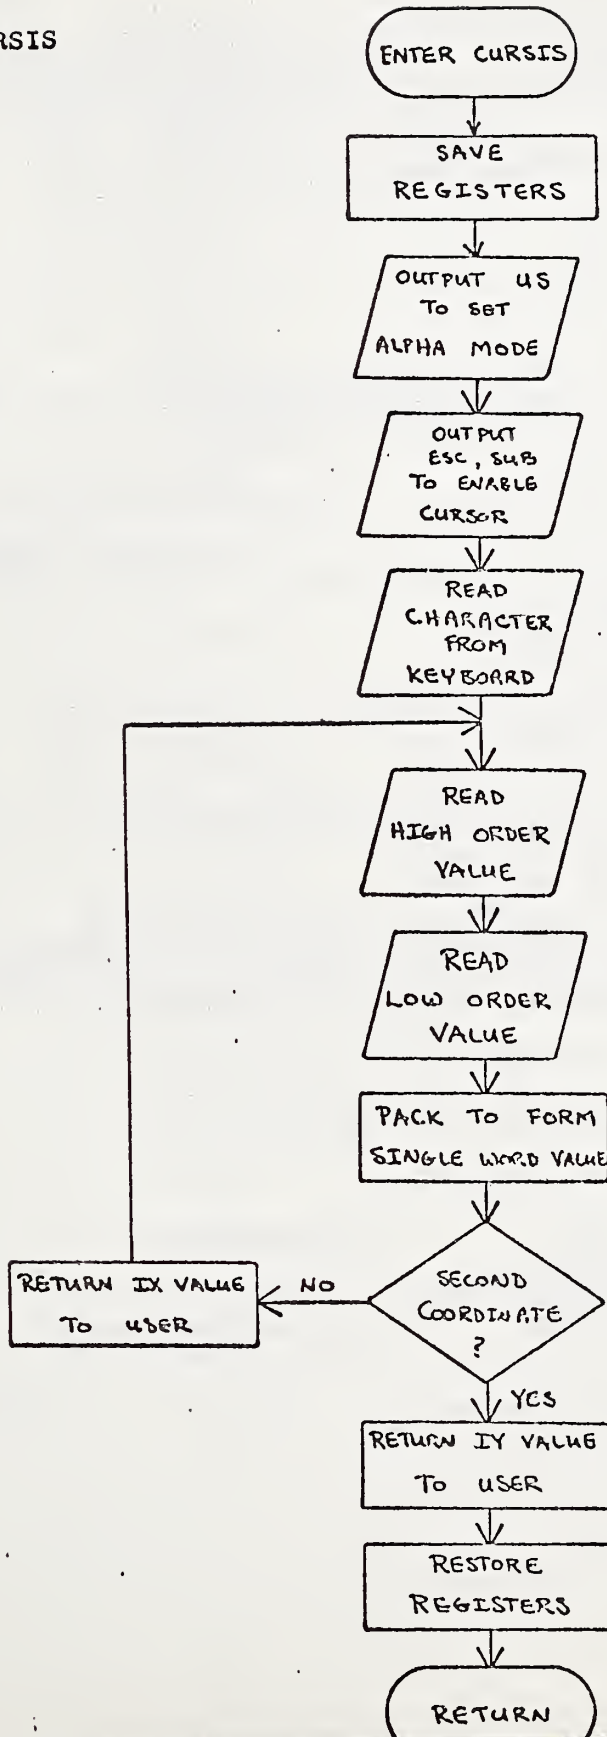 RSIS
ENTER CURSIS
SAVE
REGISTERS
OUTPUT US
TO SET
ALPHA MODE
OUTPUT
ESC, SUB
TO ENABLE
CURSOR
READ
CHARACTER
FROM
KEYBOARD
READ
HIGH ORDER
VALUE
READ
LOW ORDER
VALUE
PACK TO FORM
SINGLE WORD VALUE
SECOND
COORDINATE
?
NO
RETURN IX VALUE
TO USER
YES
RETURN IY VALUE
TO USER
RESTORE
REGISTERS
RETURN